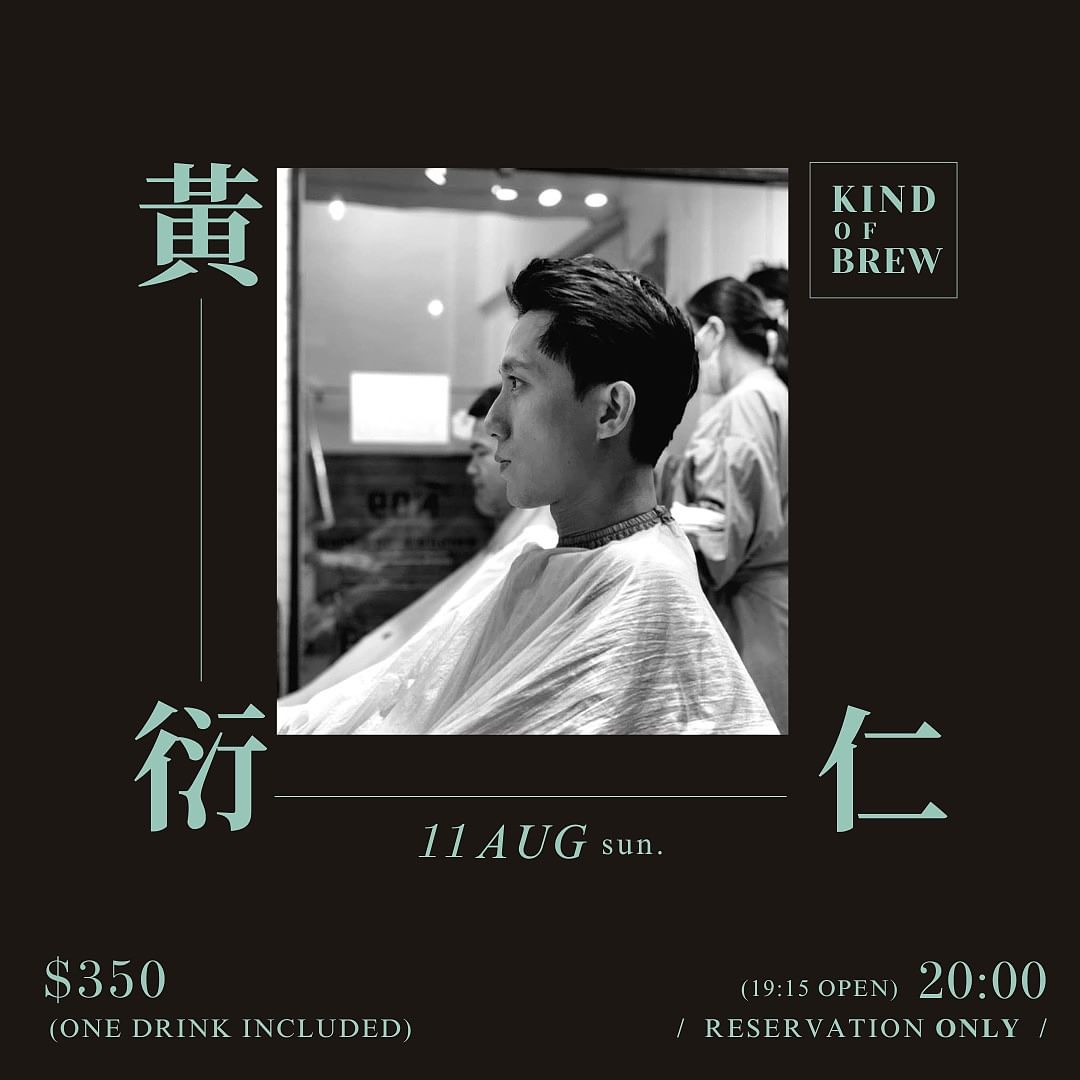 黃
KIND
OF
BREW
衍
仁
11 AUG sun.
$350
(ONE DRINK INCLUDED)
(19:15 OPEN) 20:00
/ RESERVATION ONLY /